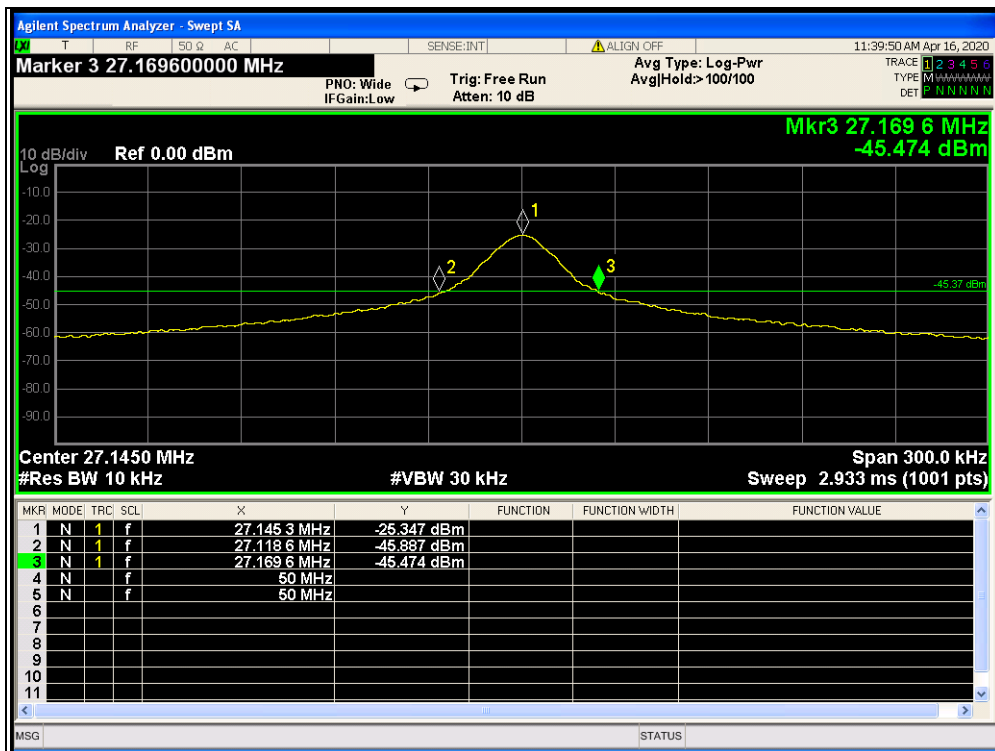 Agilent Spectrum Analyzer - Swept SA
LXI T RF 50 Ω AC SENSE:INT ALIGN OFF 11:39:50 AM Apr 16, 2020
Marker 3 27.169600000 MHz
PNO: Wide
IFGain:Low
Trig: Free Run
Atten: 10 dB
Avg Type: Log-Pwr
Avg|Hold:>100/100
TRACE 1 2 3 4 5 6
TYPE M WWWWW
DET P N N N N N
Mkr3 27.169 6 MHz
-45.474 dBm
10 dB/div Ref 0.00 dBm
Log
-10.0
-20.0
-30.0
-40.0
-50.0
-60.0
-70.0
-80.0
-90.0
1
2
3
-45.37 dBm
Center 27.1450 MHz Span 300.0 kHz
#Res BW 10 kHz #VBW 30 kHz Sweep 2.933 ms (1001 pts)
MKR MODE TRC SCL X Y FUNCTION FUNCTION WIDTH FUNCTION VALUE
1 N 1 f 27.145 3 MHz -25.347 dBm
2 N 1 f 27.118 6 MHz -45.887 dBm
3 N 1 f 27.169 6 MHz -45.474 dBm
4 N f 50 MHz
5 N f 50 MHz
6
7
8
9
10
11
MSG STATUS